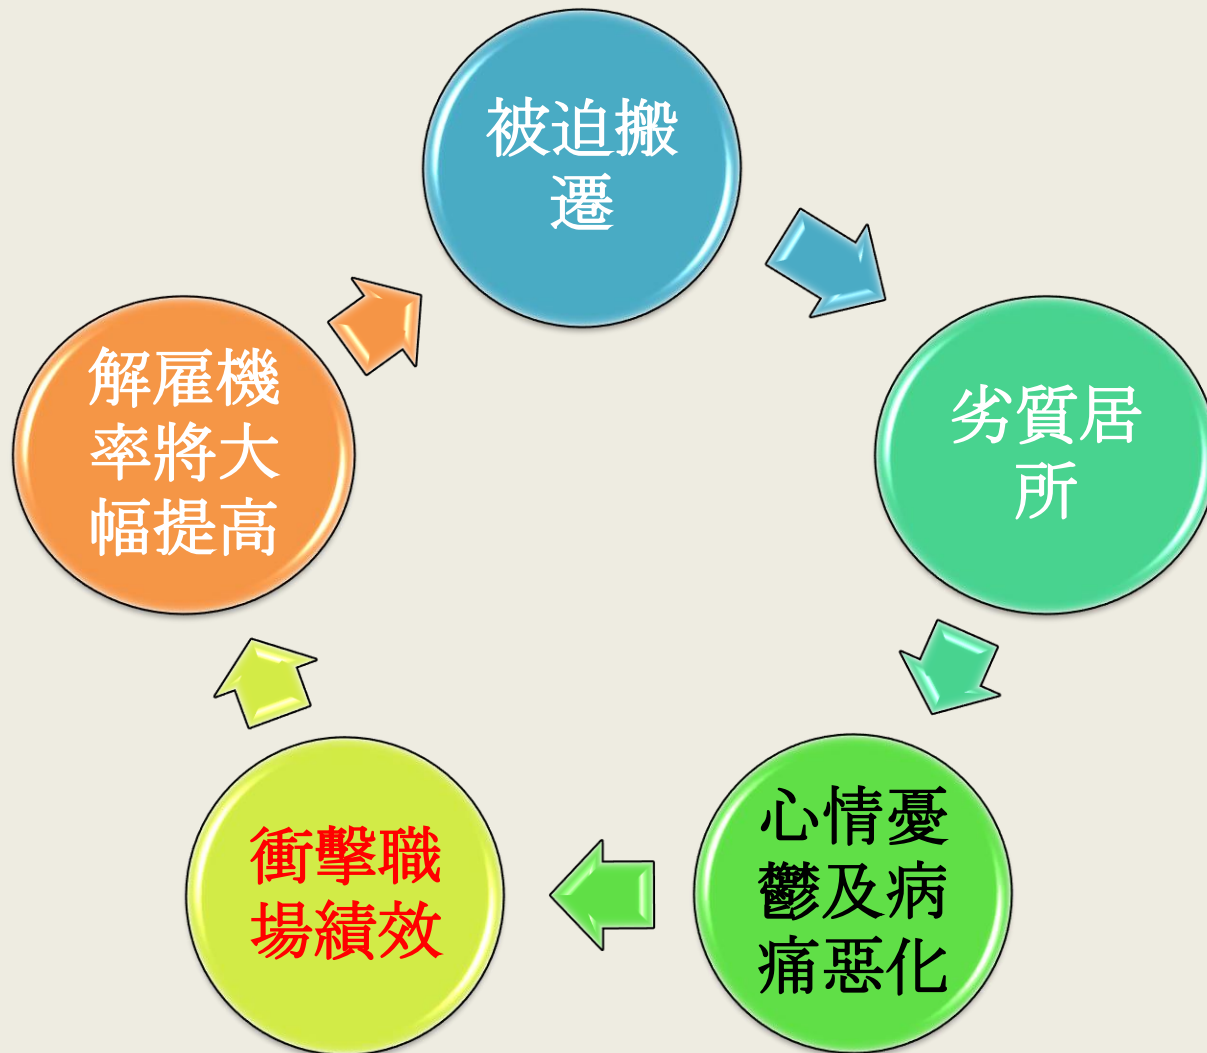 被迫搬
遷
劣質居
所
心情憂
鬱及病
痛惡化
衝擊職
場績效
解雇機
率將大
幅提高